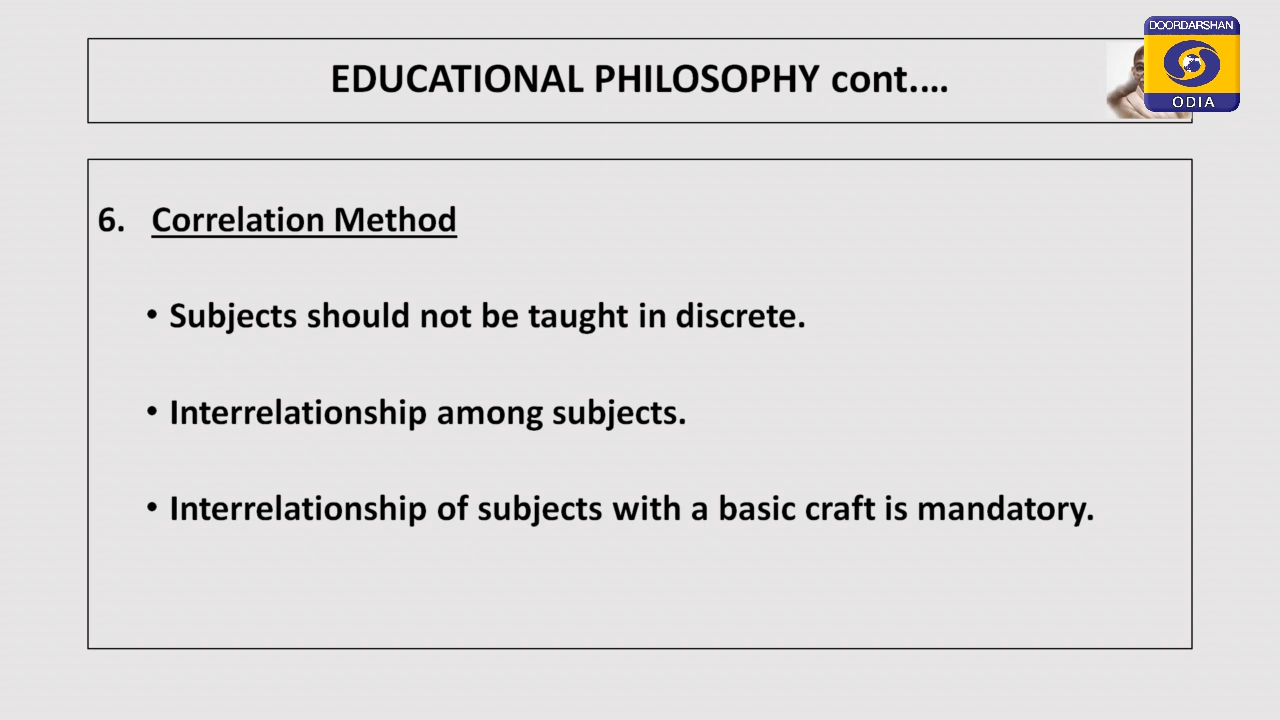 DOORDARSHAN
ODIA
EDUCATIONAL PHILOSOPHY cont.…
6. Correlation Method
• Subjects should not be taught in discrete.
• Interrelationship among subjects.
• Interrelationship of subjects with a basic craft is mandatory.